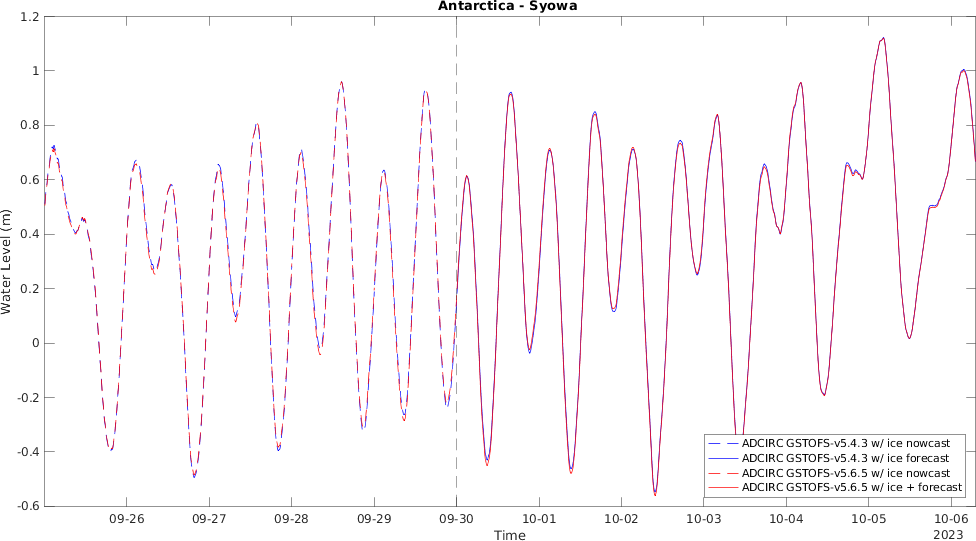 Antarctica - Syowa
Water Level (m)
1.2
1
0.8
0.6
0.4
0.2
0
-0.2
-0.4
-0.6
ADCIRC GSTOFS-v5.4.3 w/ ice nowcast
ADCIRC GSTOFS-v5.4.3 w/ ice forecast
ADCIRC GSTOFS-v5.6.5 w/ ice nowcast
ADCIRC GSTOFS-v5.6.5 w/ ice + forecast
09-26 09-27 09-28 09-29 09-30 10-01 10-02 10-03 10-04 10-05 10-06
2023
Time